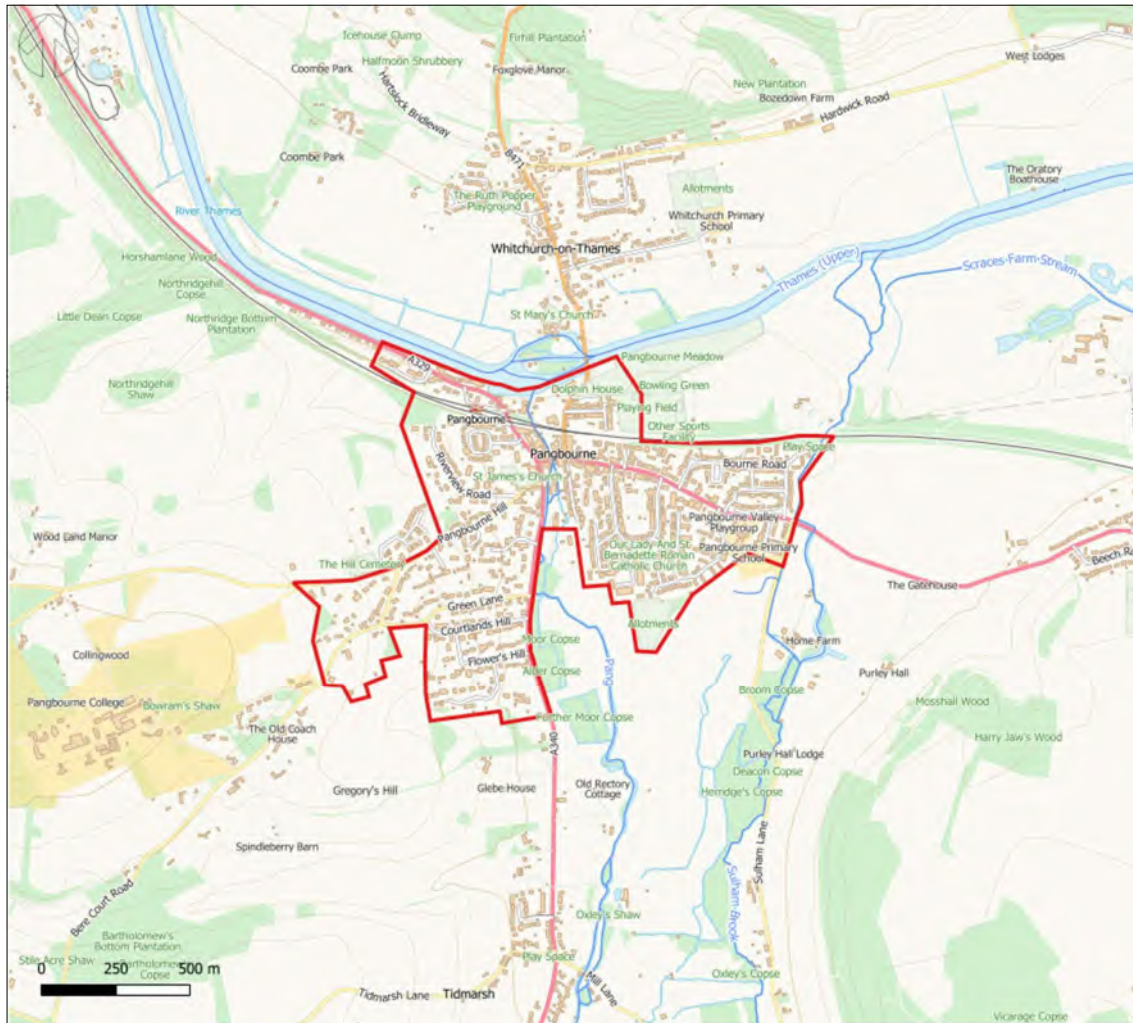 Icehouse Clump
Firhill Plantation
Coombe Park
Halfmoon Shrubbery
Foxglove Manor
West Lodges
New Plantation
Bozedown Farm
Hartslock Bridleway
Hardwick Road
B471
Coombe Park
The Oratory
Boathouse
The Ruth Popper
Playground
Allotments
River Thames
Whitchurch Primary
School
Whitchurch-on-Thames
Horshamlane Wood
Thames (Upper)
Scraces Farm Stream
Northridgehill
Copse
Little Dean Copse
Northridge Bottom
Plantation
St Mary's Church
A329
Pangbourne Meadow
Northridgehill
Shaw
Dolphin House
Bowling Green
Playing Field
Pangbourne
Other Sports
Facility
Play Space
Pangbourne
Bourne Road
Riverview Road
St James's Church
Pangbourne Hill
Pangbourne Valley
Playgroup
Wood Land Manor
Our Lady And St
Bernadette Roman
Catholic Church
Pangbourne Primary
School
The Hill Cemetery
Beech Ra
The Gatehouse
Green Lane
Courtlands Hill
Allotments
Moor Copse
Home Farm
Collingwood
Flower's Hill
Alder Copse
Pang
Purley Hall
Pangbourne College
Bowram's Shaw
Broom Copse
Mosshall Wood
Further Moor Copse
The Old Coach
House
A340
Harry Jaw's Wood
Purley Hall Lodge
Deacon Copse
Gregory's Hill
Glebe House
Old Rectory
Cottage
Herridge's Copse
Spindleberry Barn
Sulham Lane
Bere Court Road
Sulham Brook
Oxley's Shaw
Bartholomew's
Bottom Plantation
Stile Acre Shaw
Bartholomew's
Copse
Play Space
Oxley's Copse
0 250 500 m
Tidmarsh Lane
Tidmarsh
Mill Lane
Vicarage Copse